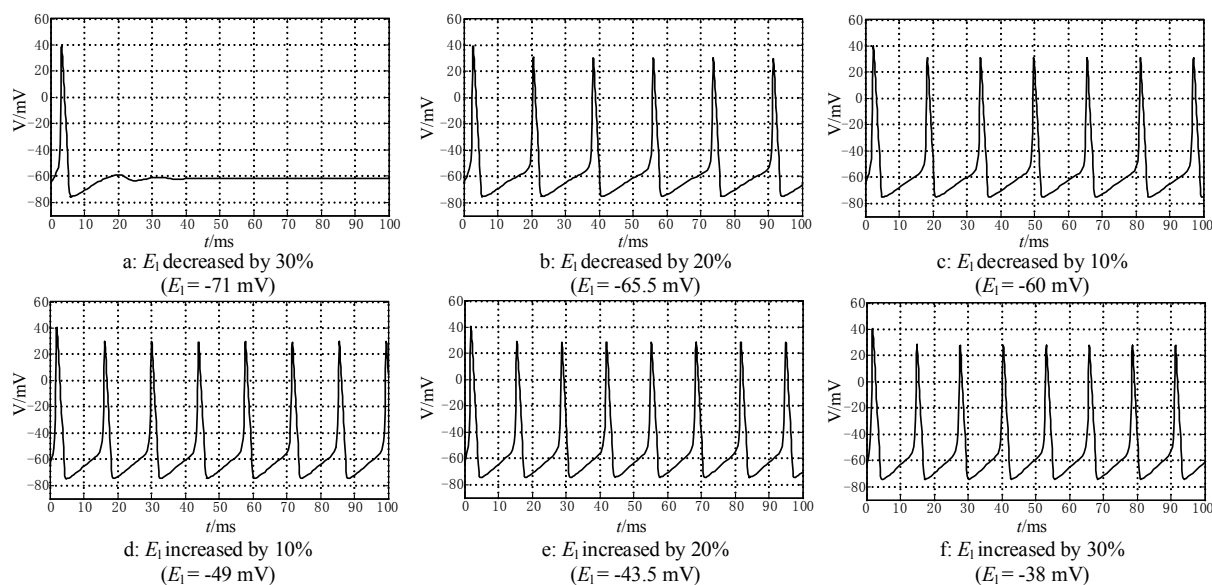 60
40
20
0
−20
−40
−60
−80
V/mV
0 10 20 30 40 50 60 70 80 90 100
t/ms
a: El decreased by 30%
(El = -71 mV)
60
40
20
0
−20
−40
−60
−80
V/mV
0 10 20 30 40 50 60 70 80 90 100
t/ms
b: El decreased by 20%
(El = -65.5 mV)
60
40
20
0
−20
−40
−60
−80
V/mV
0 10 20 30 40 50 60 70 80 90 100
t/ms
c: El decreased by 10%
(El = -60 mV)
60
40
20
0
−20
−40
−60
−80
V/mV
0 10 20 30 40 50 60 70 80 90 100
t/ms
d: El increased by 10%
(El = -49 mV)
60
40
20
0
−20
−40
−60
−80
V/mV
0 10 20 30 40 50 60 70 80 90 100
t/ms
e: El increased by 20%
(El = -43.5 mV)
60
40
20
0
−20
−40
−60
−80
V/mV
0 10 20 30 40 50 60 70 80 90 100
t/ms
f: El increased by 30%
(El = -38 mV)